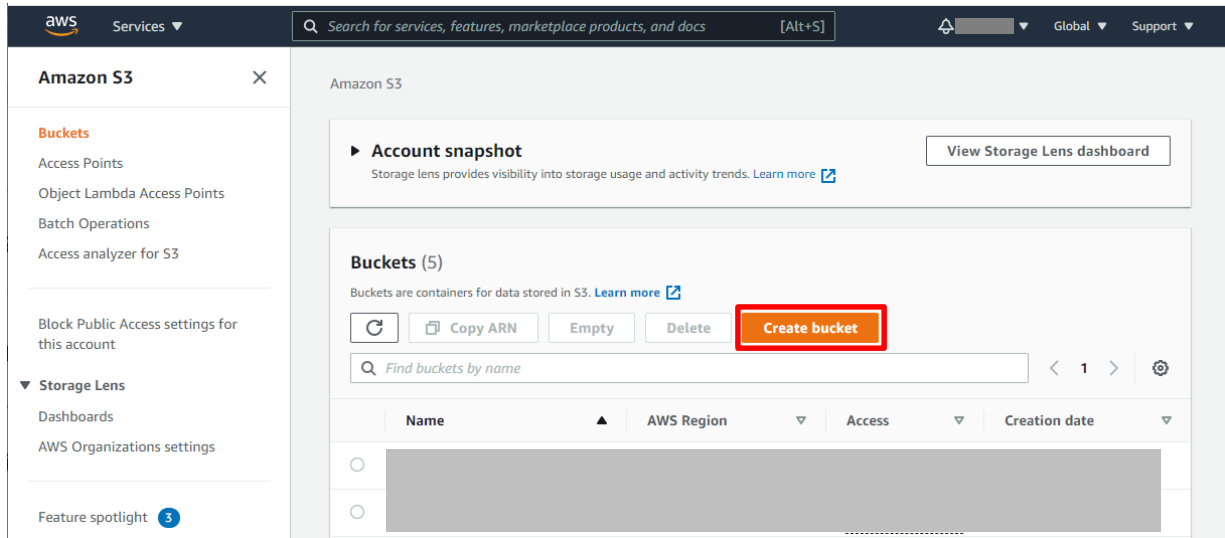 aws Services ▼ Search for services, features, marketplace products, and docs [Alt+S] Global ▼ Support ▼
Amazon S3
Buckets
Access Points
Object Lambda Access Points
Batch Operations
Access analyzer for S3
Block Public Access settings for
this account
▼ Storage Lens
Dashboards
AWS Organizations settings
Feature spotlight 3
Amazon S3
Account snapshot
Storage lens provides visibility into storage usage and activity trends. Learn more
View Storage Lens dashboard
Buckets (5)
Buckets are containers for data stored in S3. Learn more
Copy ARN Empty Delete Create bucket
Find buckets by name
< 1 >
Name AWS Region Access Creation date